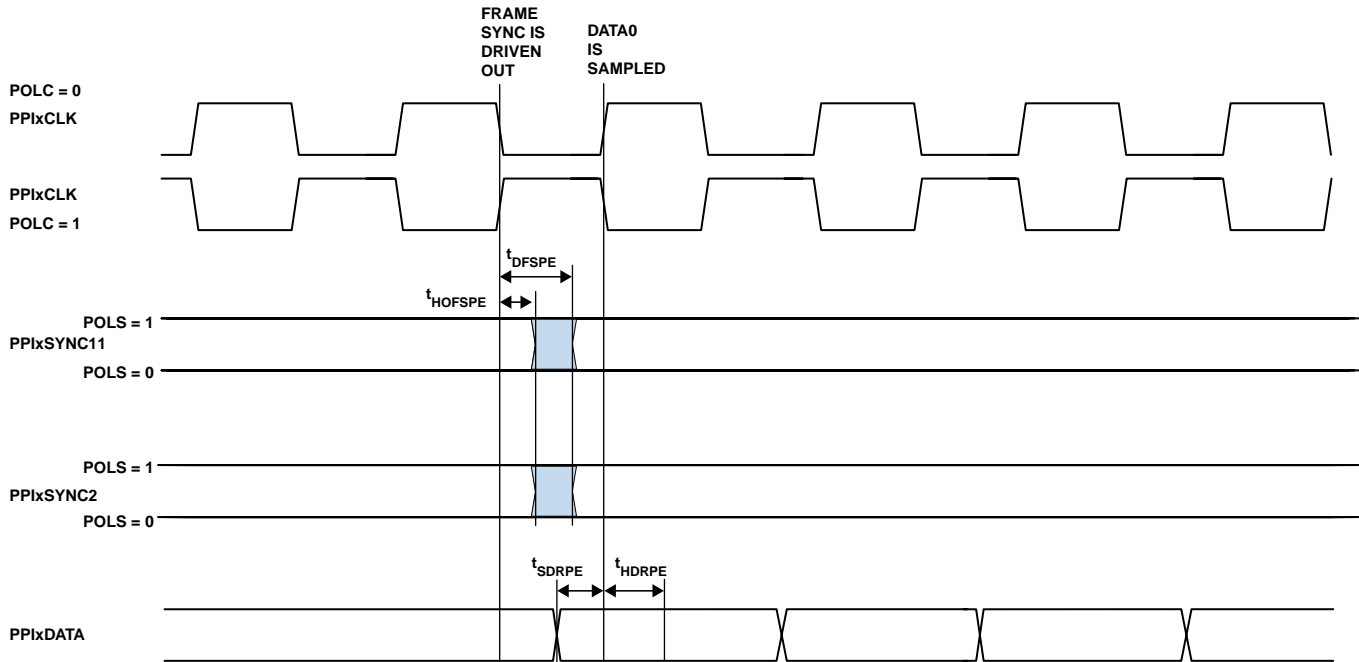 FRAME
SYNC IS
DRIVEN
OUT
DATA0
IS
SAMPLED
POLC = 0
PPIxCLK
PPIxCLK
POLC = 1
tDFSPE
tHOFSPE
POLS = 1
PPIxSYNC11
POLS = 0
POLS = 1
PPIxSYNC2
POLS = 0
tSDRPE
tHDRPE
PPIxDATA